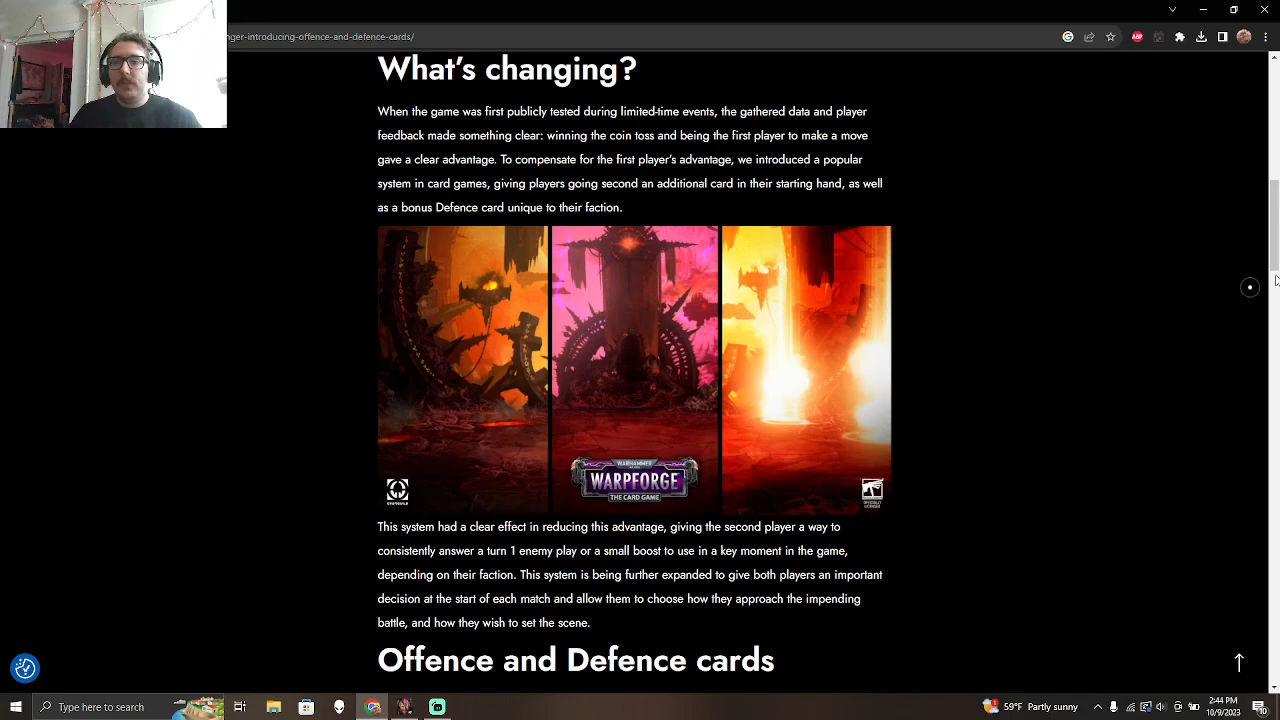 nger-introducing-offence-and-defence-cards/
ABP
What's changing?
When the game was first publicly tested during limited-time events, the gathered data and player
feedback made something clear: winning the coin toss and being the first player to make a move
gave a clear advantage. To compensate for the first player's advantage, we introduced a popular
system in card games, giving players going second an additional card in their starting hand, as well
as a bonus Defence card unique to their faction.
WARHAMMER
WARPFORGE
THE CARD GAME
EVERGUILD
OFFICIALLY
LICENSED
This system had a clear effect in reducing this advantage, giving the second player a way to
consistently answer a turn 1 enemy play or a small boost to use in a key moment in the game,
depending on their faction. This system is being further expanded to give both players an important
decision at the start of each match and allow them to choose how they approach the impending
battle, and how they wish to set the scene.
Offence and Defence cards
Type here to search
59°F Partly sunny
2:44 PM
10/9/2023